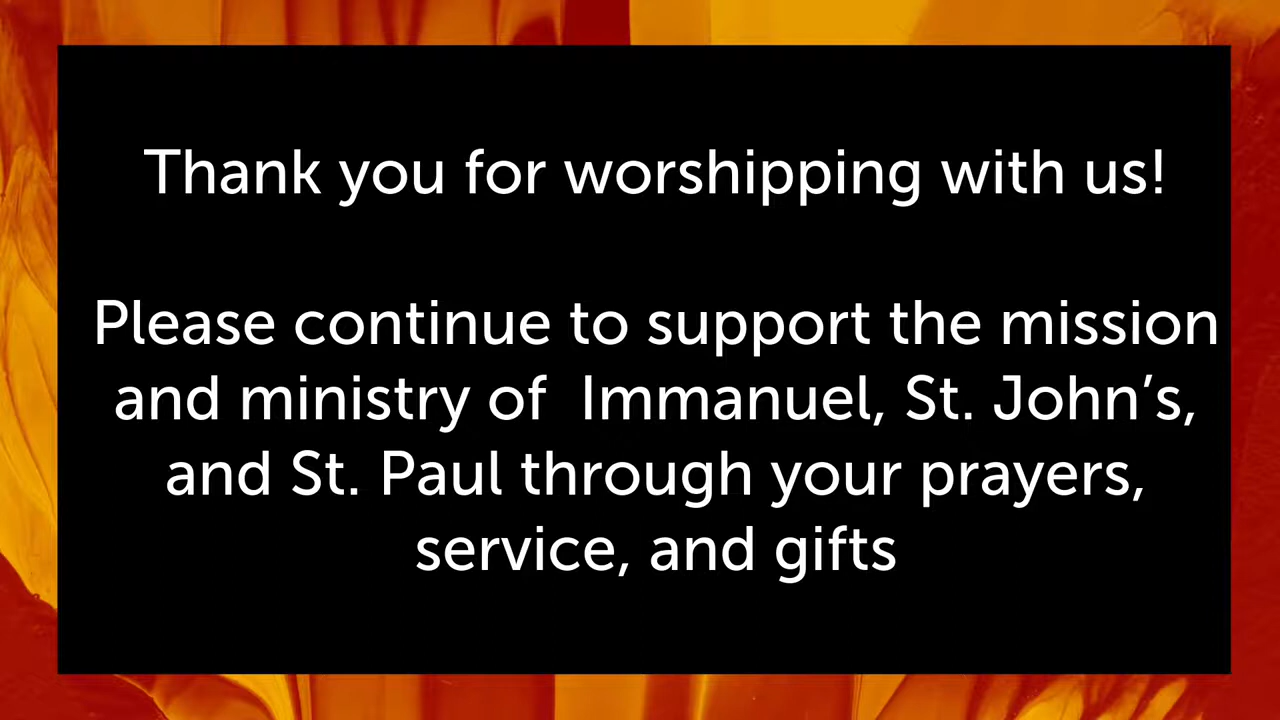 Thank you for worshipping with us!
Please continue to support the mission
and ministry of  Immanuel, St. John’s,
and St. Paul through your prayers,
service, and gifts